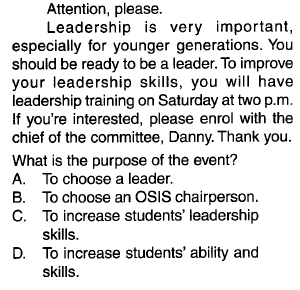 Attention, please.
Leadership is very important,
especially for younger generations. You
should be ready to be a leader. To improve
your leadership skills, you will have
leadership training on Saturday at two p.m.
If you're interested, please enrol with the
chief of the committee, Danny. Thank you.
What is the purpose of the event?
A. To choose a leader.
B. To choose an OSIS chairperson.
C. To increase students' leadership
skills.
D. To increase students' ability and
skills.